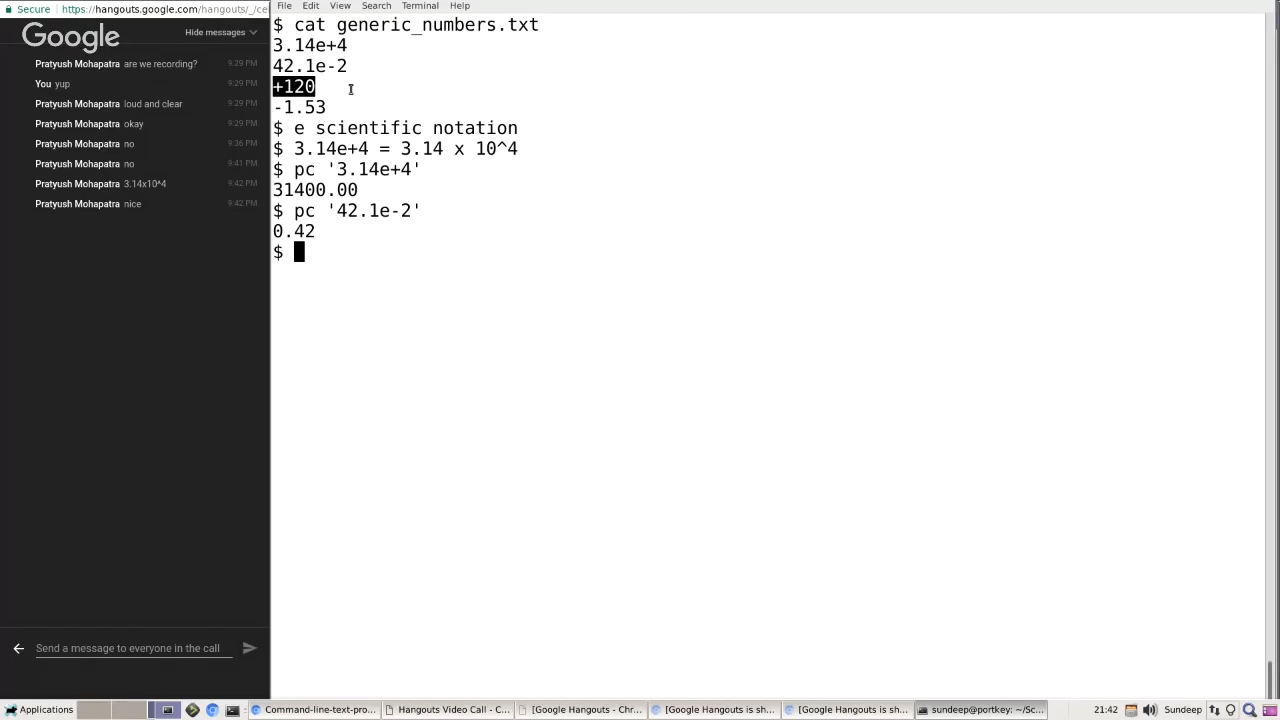 Secure
https://hangouts.google.com/hangouts/_/ce
Google
Hide messages
Pratyush Mohapatra are we recording? 9:29 PM
You yup 9:29 PM
Pratyush Mohapatra loud and clear 9:29 PM
Pratyush Mohapatra okay 9:29 PM
Pratyush Mohapatra no 9:36 PM
Pratyush Mohapatra no 9:41 PM
Pratyush Mohapatra 3.14x10^4 9:42 PM
Pratyush Mohapatra nice 9:42 PM
Send a message to everyone in the call
File Edit View Search Terminal Help
$ cat generic_numbers.txt
3.14e+4
42.1e-2
+120
-1.53
$ e scientific notation
$ 3.14e+4 = 3.14 x 10^4
$ pc '3.14e+4'
31400.00
$ pc '42.1e-2'
0.42
$
Applications
Command-line-text-pro...
Hangouts Video Call - C...
[Google Hangouts - Chr...
[Google Hangouts is sh...
[Google Hangouts is sh...
sundeep@portkey: ~/Sc...
21:42
Sundeep